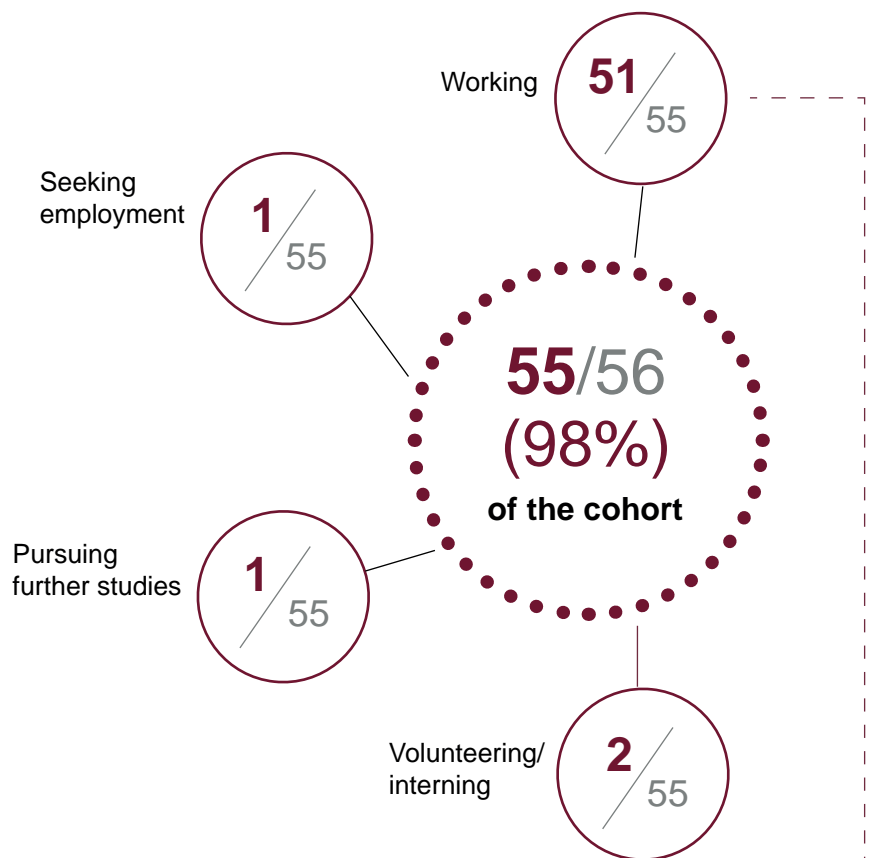 Working
51
55
Seeking
employment
1
55
55/56
(98%)
of the cohort
Pursuing
further studies
1
55
Volunteering/
interning
2
55